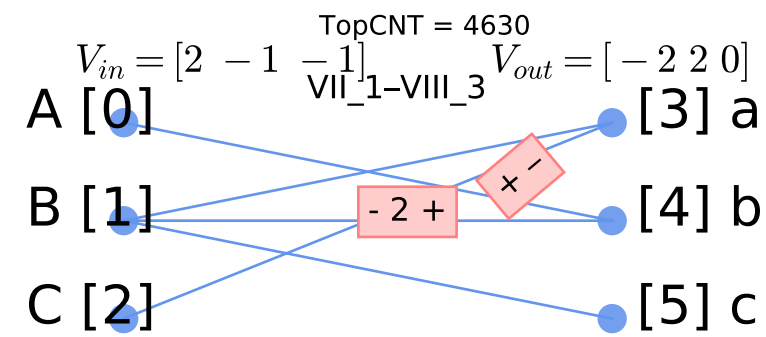 TopCNT = 4630
V_in = [2 −1 −1] V_out = [−2 2 0]
VII_1–VIII_3
A [0] [3] a
+ −
B [1] - 2 + [4] b
C [2] [5] c